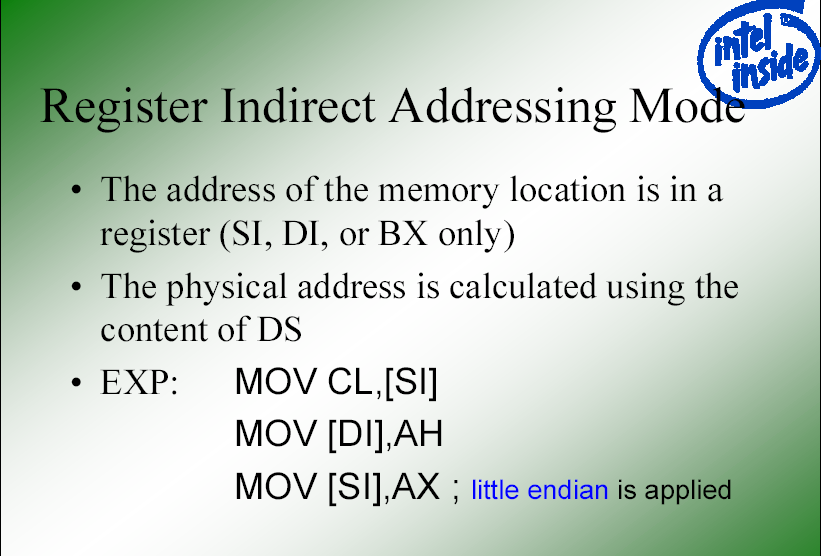 intel
inside
Register Indirect Addressing Mode
• The address of the memory location is in a
register (SI, DI, or BX only)
• The physical address is calculated using the
content of DS
• EXP: MOV CL,[SI]
MOV [DI],AH
MOV [SI],AX ; little endian is applied